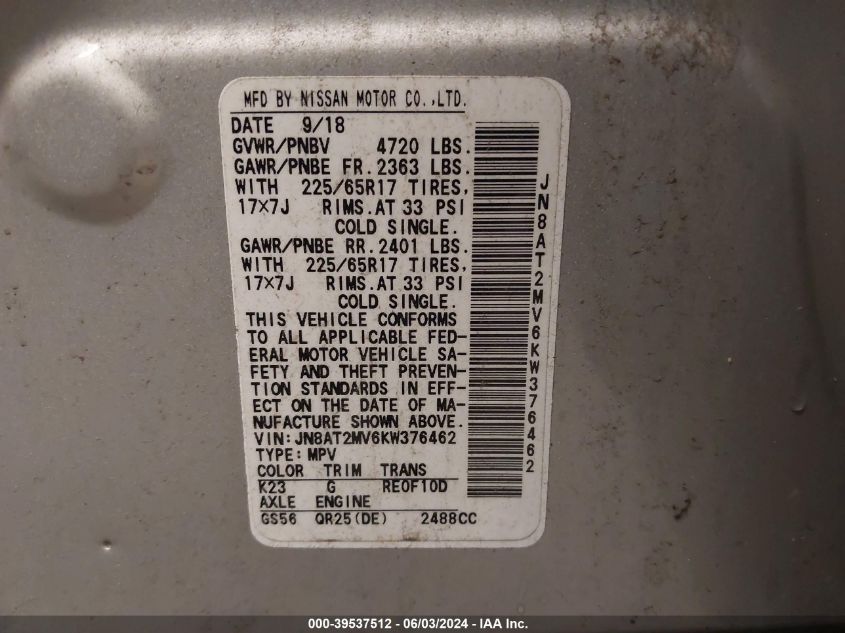 MFD BY NISSAN MOTOR CO.,LTD.
DATE 9/18
GVWR/PNBV 4720 LBS.
GAWR/PNBE FR.2363 LBS.
WITH 225/65R17 TIRES,
17×7J RIMS.AT 33 PSI
COLD SINGLE.
GAWR/PNBE RR.2401 LBS.
WITH 225/65R17 TIRES,
17×7J RIMS.AT 33 PSI
COLD SINGLE.
THIS VEHICLE CONFORMS
TO ALL APPLICABLE FED-
ERAL MOTOR VEHICLE SA-
FETY AND THEFT PREVEN-
TION STANDARDS IN EFF-
ECT ON THE DATE OF MA-
NUFACTURE SHOWN ABOVE.
VIN:JN8AT2MV6KW376462
TYPE:MPV
COLOR TRIM TRANS
K23 G RE0F10D
AXLE ENGINE
GS56 QR25(DE) 2488CC
JN8AT2MV6KW376462
000-39537512 - 06/03/2024 - IAA Inc.